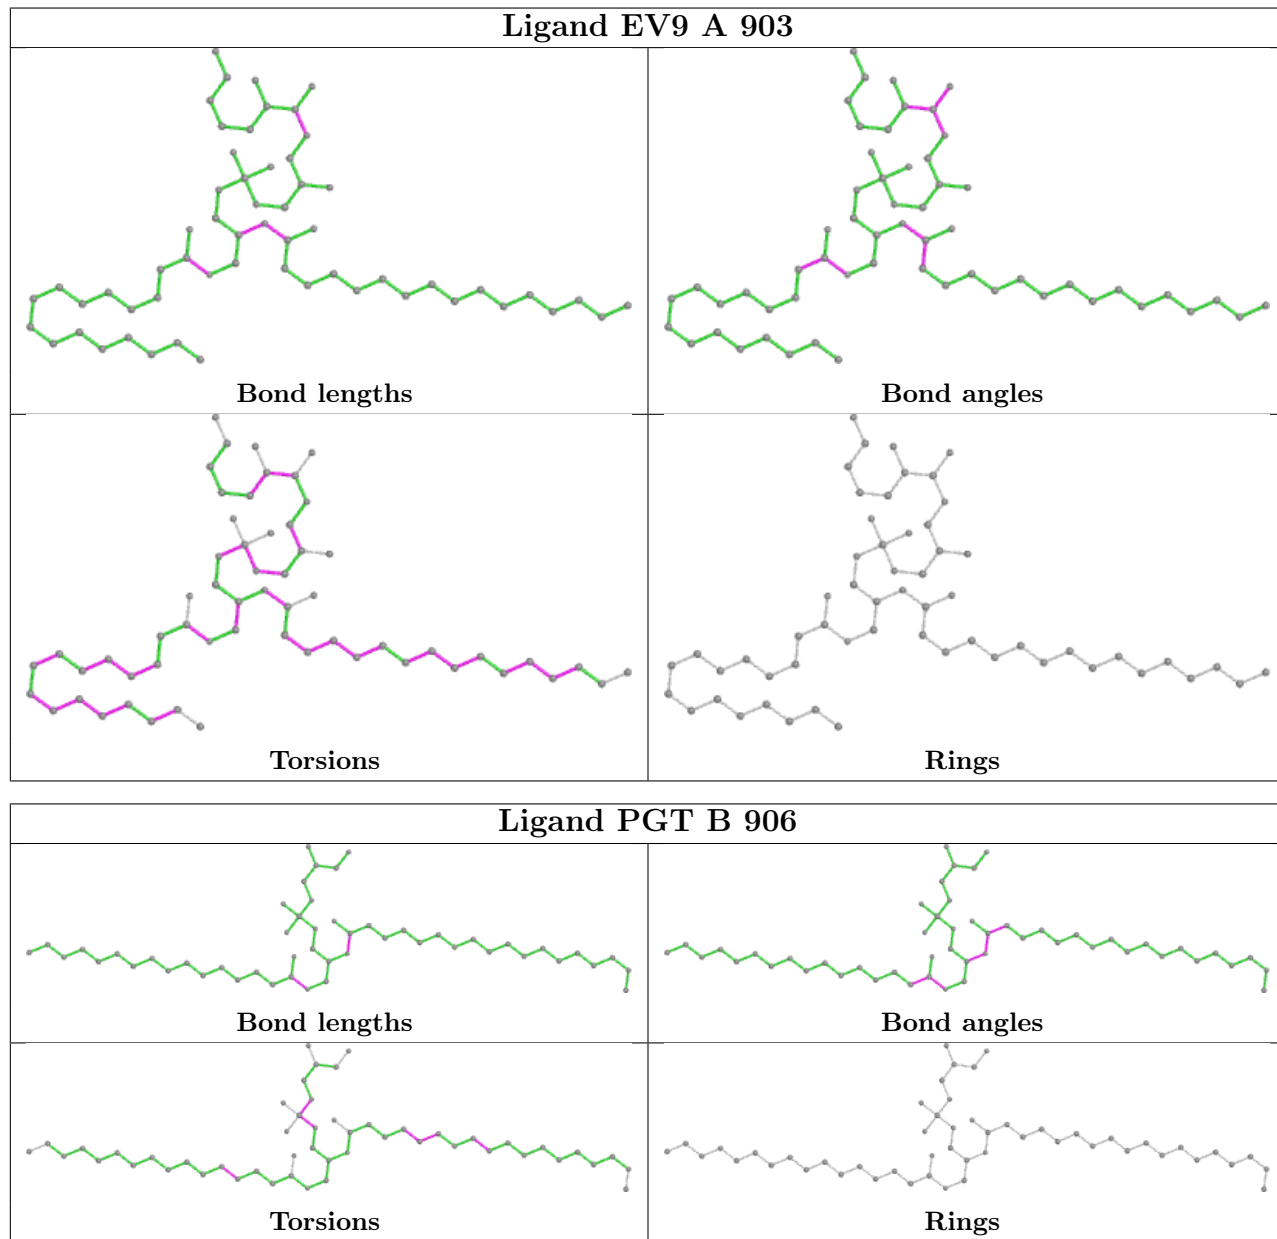 Ligand EV9 A 903
Bond lengths
Bond angles
Torsions
Rings
Ligand PGT B 906
Bond lengths
Bond angles
Torsions
Rings